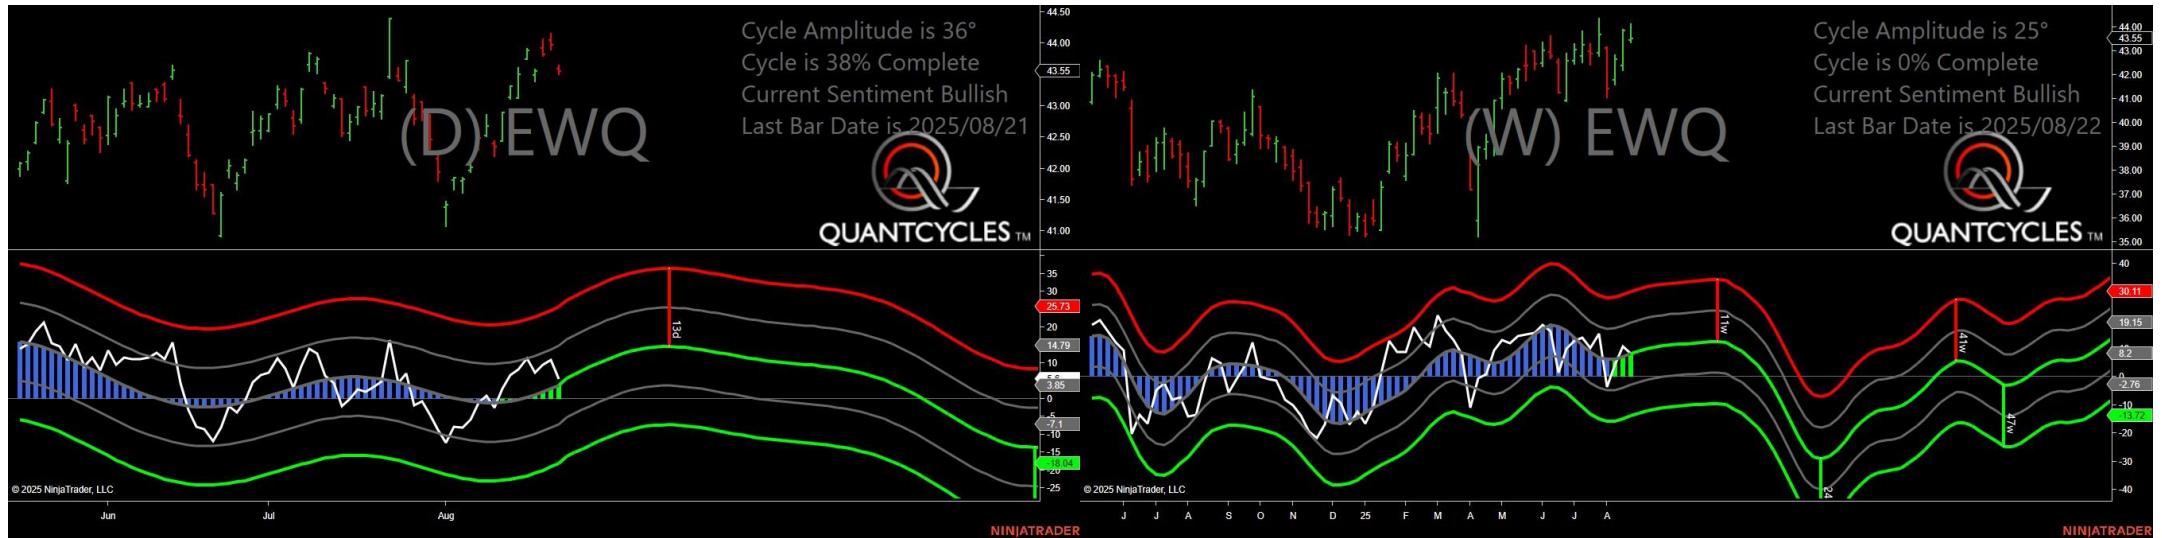 Cycle Amplitude is 36°
Cycle is 38% Complete
Current Sentiment Bullish
Last Bar Date is 2025/08/21
(D) EWQ
QUANTCYCLES TM
44.50
44.00
43.55
43.00
42.50
42.00
41.50
41.00
13d
35
30
25.73
20
14.79
10
3.85
0
-5
-7.1
-10
-15
-18.04
-20
-25
© 2025 NinjaTrader, LLC
Jun
Jul
Aug
NINJATRADER
Cycle Amplitude is 25°
Cycle is 0% Complete
Current Sentiment Bullish
Last Bar Date is 2025/08/22
(W) EWQ
QUANTCYCLES TM
44.00
43.55
43.00
42.00
41.00
40.00
39.00
38.00
37.00
36.00
35.00
11w
41w
47w
24
40
30.11
19.15
8.2
0
-2.76
-10
-13.72
-20
-30
-40
© 2025 NinjaTrader, LLC
J J A S O N D 25 F M A M J J A
NINJATRADER